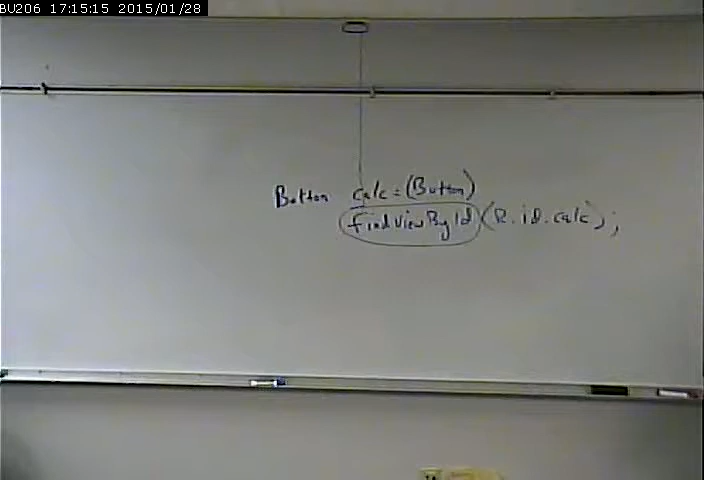 BU206 17:15:15 2015/01/28
Button calc = (Button)
findViewById (R.id.calc);